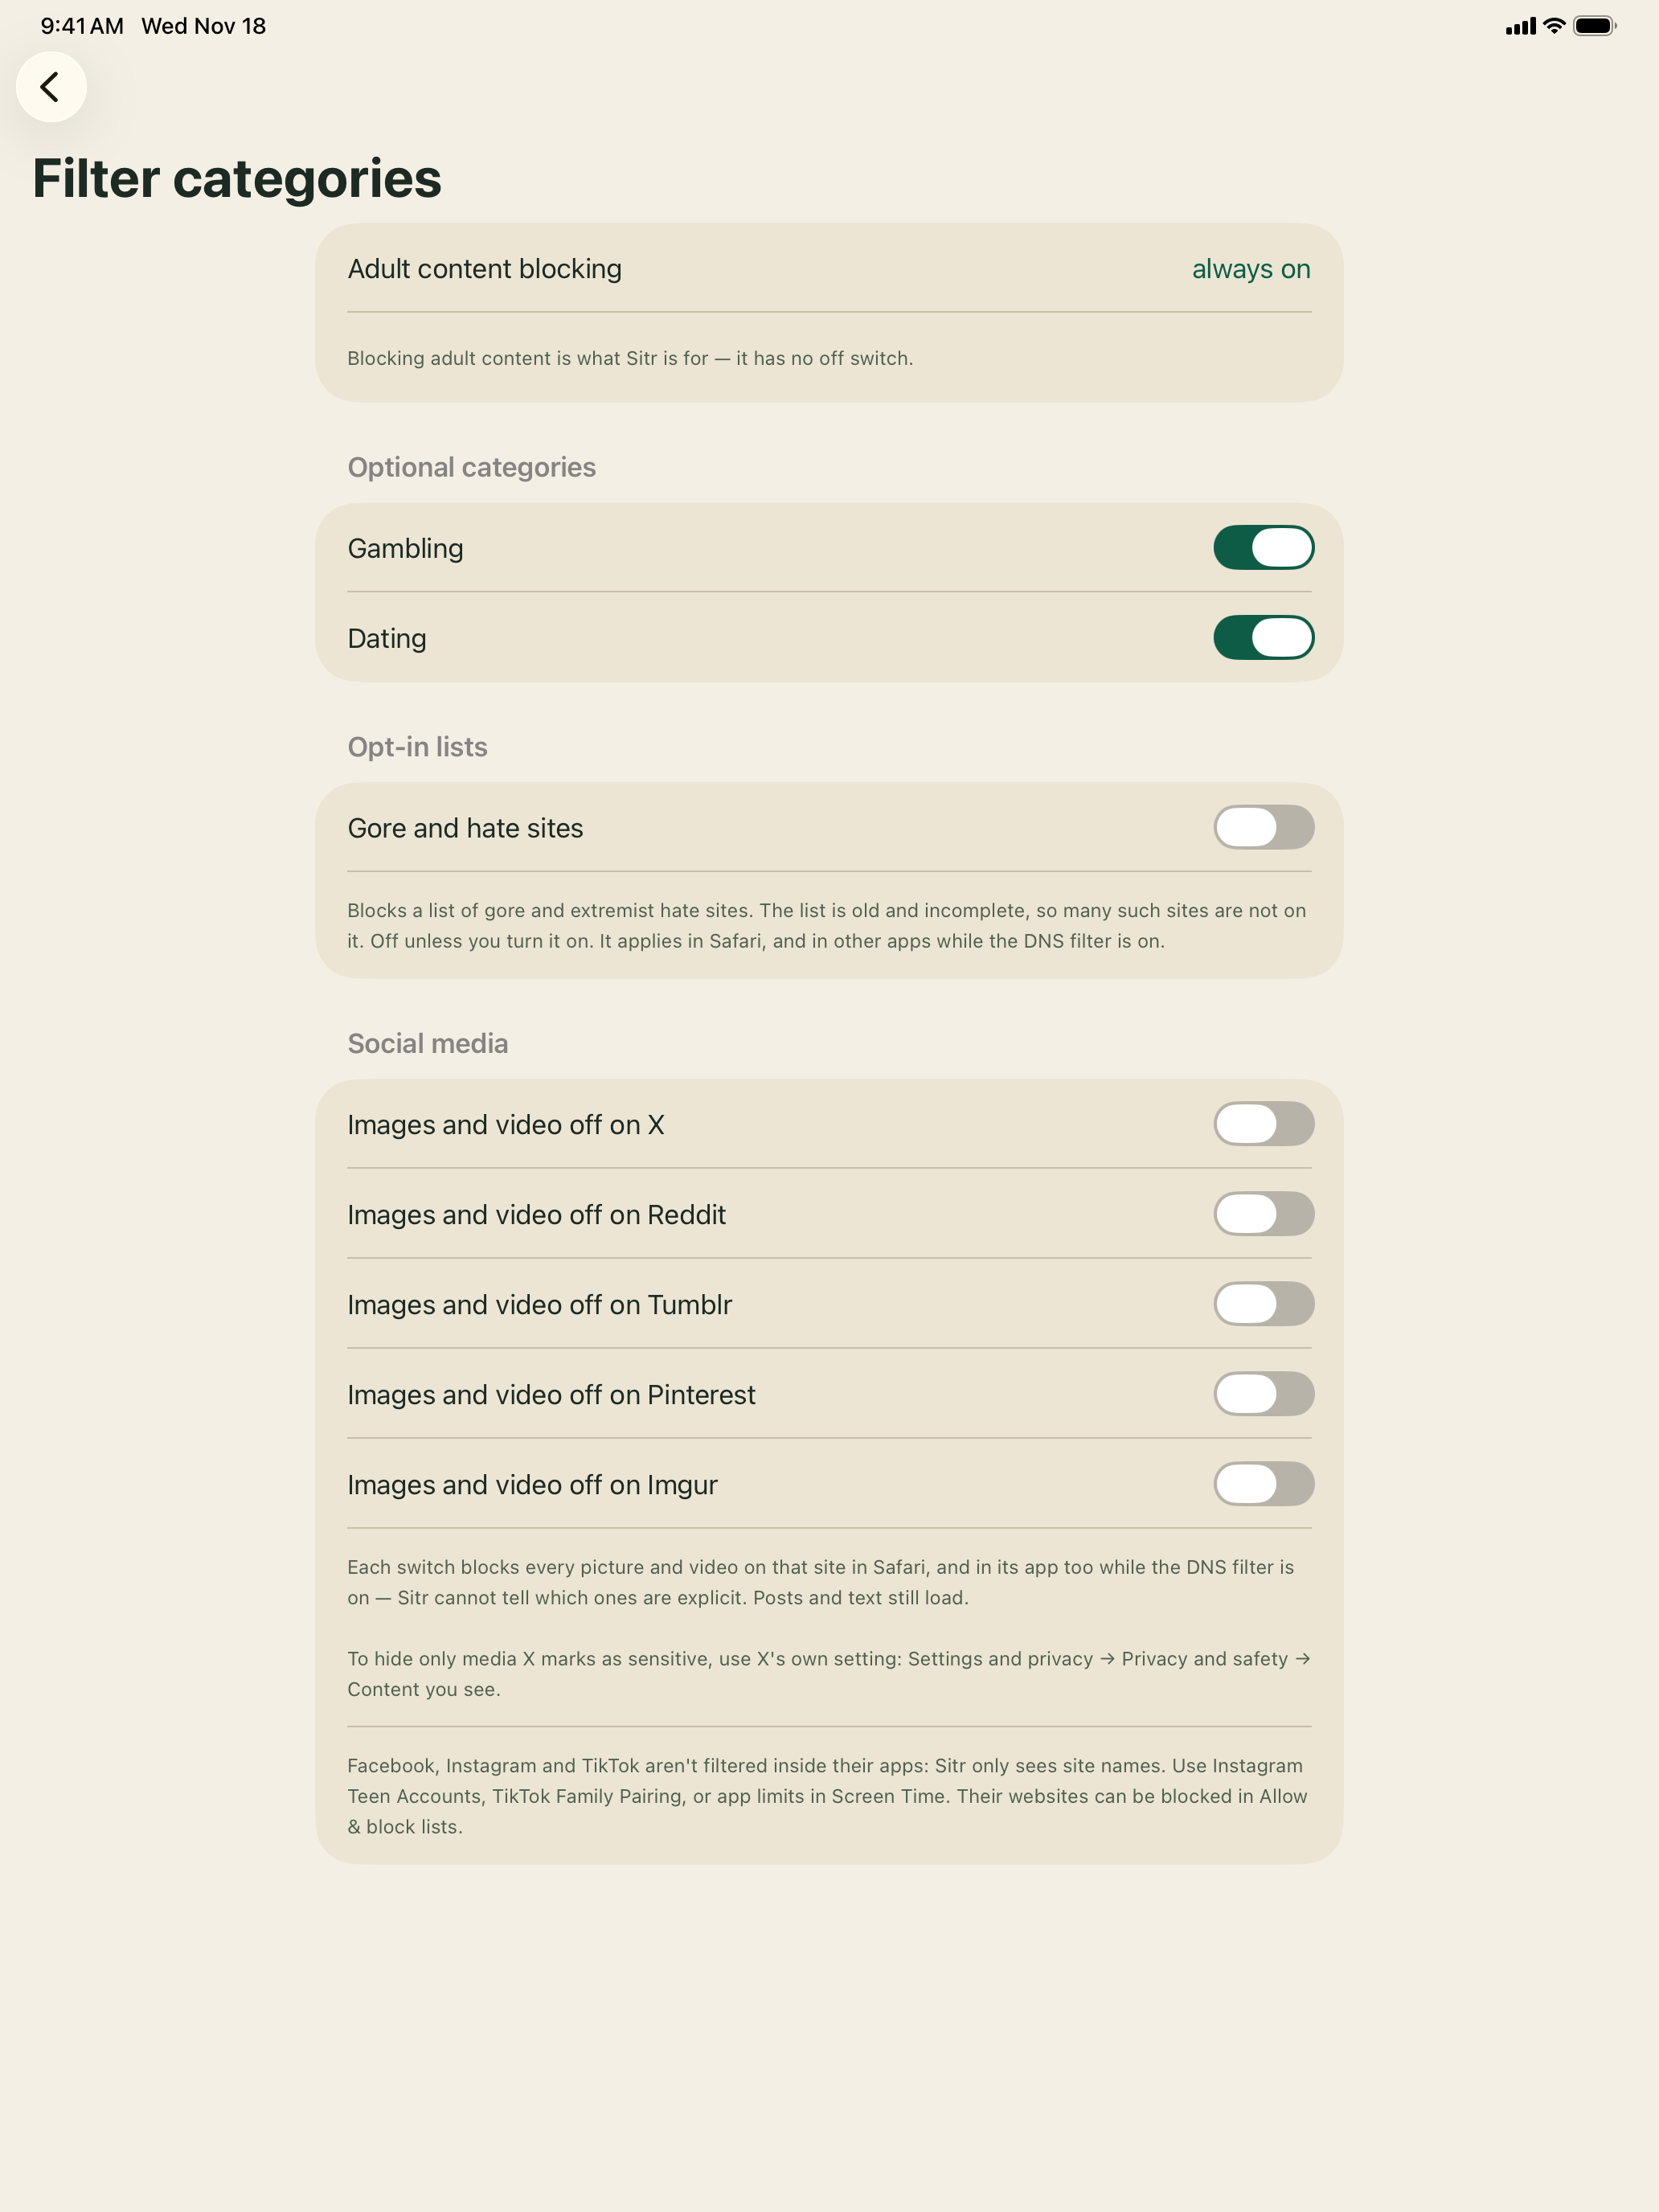 9:41 AM Wed Nov 18
Filter categories
Adult content blocking
always on
Blocking adult content is what Sitr is for — it has no off switch.
Optional categories
Gambling
Dating
Opt-in lists
Gore and hate sites
Blocks a list of gore and extremist hate sites. The list is old and incomplete, so many such sites are not on
it. Off unless you turn it on. It applies in Safari, and in other apps while the DNS filter is on.
Social media
Images and video off on X
Images and video off on Reddit
Images and video off on Tumblr
Images and video off on Pinterest
Images and video off on Imgur
Each switch blocks every picture and video on that site in Safari, and in its app too while the DNS filter is
on — Sitr cannot tell which ones are explicit. Posts and text still load.
To hide only media X marks as sensitive, use X's own setting: Settings and privacy → Privacy and safety →
Content you see.
Facebook, Instagram and TikTok aren't filtered inside their apps: Sitr only sees site names. Use Instagram
Teen Accounts, TikTok Family Pairing, or app limits in Screen Time. Their websites can be blocked in Allow
& block lists.